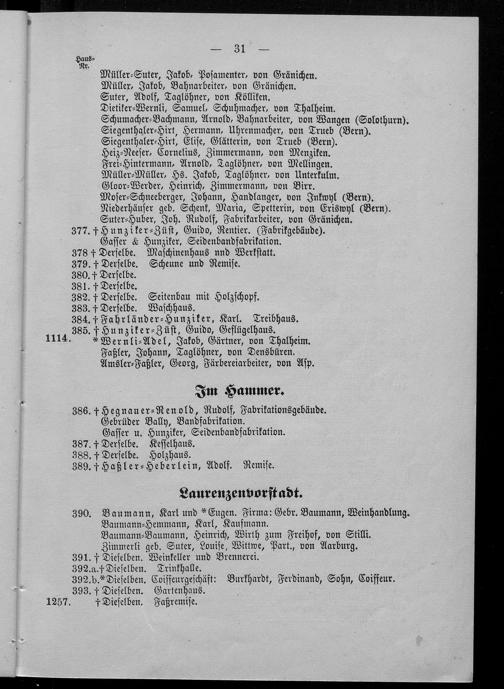 — 31 —
Haus-
Nr.
Müller-Suter, Jakob, Posamenter, von Gränichen.
Müller, Jakob, Bahnarbeiter, von Gränichen.
Suter, Adolf, Taglöhner, von Kölliken.
Dietiker-Wernli, Samuel, Schuhmacher, von Thalheim.
Schumacher-Bachmann, Arnold, Bahnarbeiter, von Wangen (Solothurn).
Siegenthaler-Hirt, Hermann, Uhrenmacher, von Trueb (Bern).
Siegenthaler-Hirt, Elise, Glätterin, von Trueb (Bern).
Heiz-Neeser, Cornelius, Zimmermann, von Menziken.
Frei-Hintermann, Arnold, Taglöhner, von Mellingen.
Müller-Müller, Hs. Jakob, Taglöhner, von Unterkulm.
Gloor-Werder, Heinrich, Zimmermann, von Birr.
Moser-Schneeberger, Johann, Handlanger, von Inkwyl (Bern).
Niederhäuser geb. Schenk, Maria, Spetterin, von Eriswyl (Bern).
Suter-Huber, Joh. Rudolf, Fabrikarbeiter, von Gränichen.
377. † Hunziker-Züst, Guido, Rentier. (Fabrikgebäude).
Gasser & Hunziker, Seidenbandfabrikation.
378 † Derselbe. Maschinenhaus und Werkstatt.
379. † Derselbe. Scheune und Remise.
380. † Derselbe.
381. † Derselbe.
382. † Derselbe. Seitenbau mit Holzschopf.
383. † Derselbe. Waschhaus.
384. † Fahrländer-Hunziker, Karl. Treibhaus.
385. † Hunziker-Züst, Guido, Geflügelhaus.
1114. * Wernli-Adel, Jakob, Gärtner, von Thalheim.
Faßler, Johann, Taglöhner, von Densbüren.
Amsler-Faßler, Georg, Färbereiarbeiter, von Asp.
Im Hammer.
386. † Hegnauer-Renold, Rudolf, Fabrikationsgebäude.
Gebrüder Bally, Bandfabrikation.
Gasser u. Hunziker, Seidenbandfabrikation.
387. † Derselbe. Kesselhaus.
388. † Derselbe. Holzhaus.
389. † Haßler-Heberlein, Adolf. Remise.
Laurenzenvorstadt.
390. Baumann, Karl und *Eugen. Firma: Gebr. Baumann, Weinhandlung.
Baumann-Hemmann, Karl, Kaufmann.
Baumann-Baumann, Heinrich, Wirth zum Freihof, von Stilli.
Zimmerli geb. Suter, Louise, Wittwe, Part., von Aarburg.
391. † Dieselben. Weinkeller und Brennerei.
392.a. † Dieselben. Trinkhalle.
392.b. * Dieselben. Coiffeurgeschäft: Burkhardt, Ferdinand, Sohn, Coiffeur.
393. † Dieselben. Gartenhaus.
1257. † Dieselben. Faßremise.